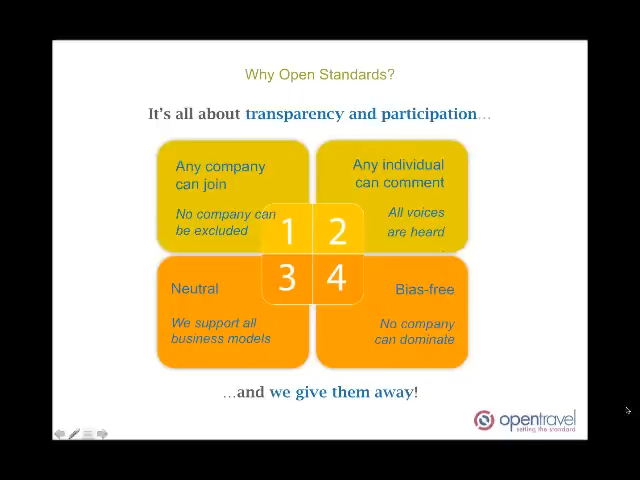 Why Open Standards?
It's all about transparency and participation...
Any company
can join
No company can
be excluded
Any individual
can comment
All voices
are heard
1 2
3 4
Neutral
We support all
business models
Bias-free
No company
can dominate
...and we give them away!
opentravel
setting the standard